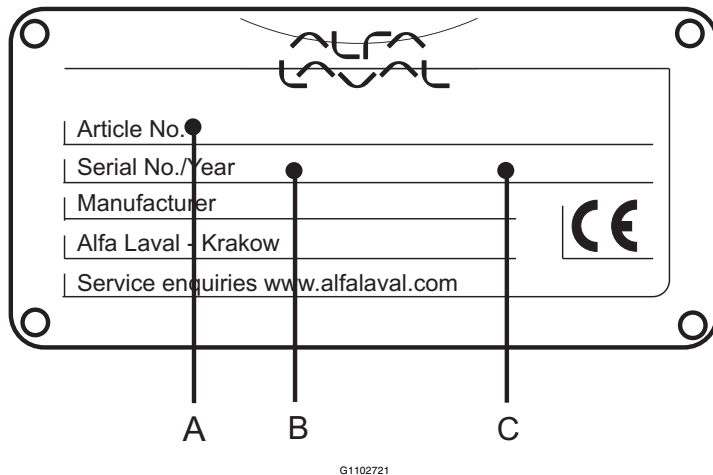 ALFA
LAVAL
Article No.
Serial No./Year
Manufacturer
CE
Alfa Laval - Krakow
Service enquiries www.alfalaval.com
A B C
G1102721